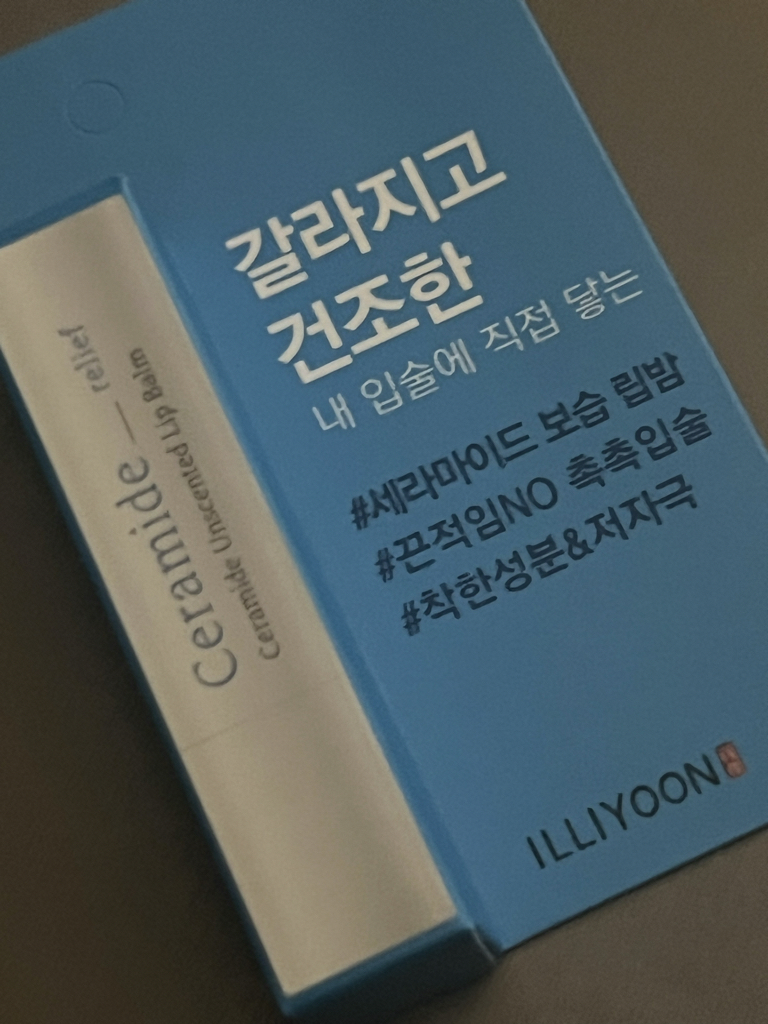 갈라지고
건조한
내 입술에 직접 닿는
#세라마이드 보습 립밤
#끈적임NO 촉촉입술
#착한성분&저자극
Ceramide — relief
Ceramide Unscented Lip Balm
ILLIYOON